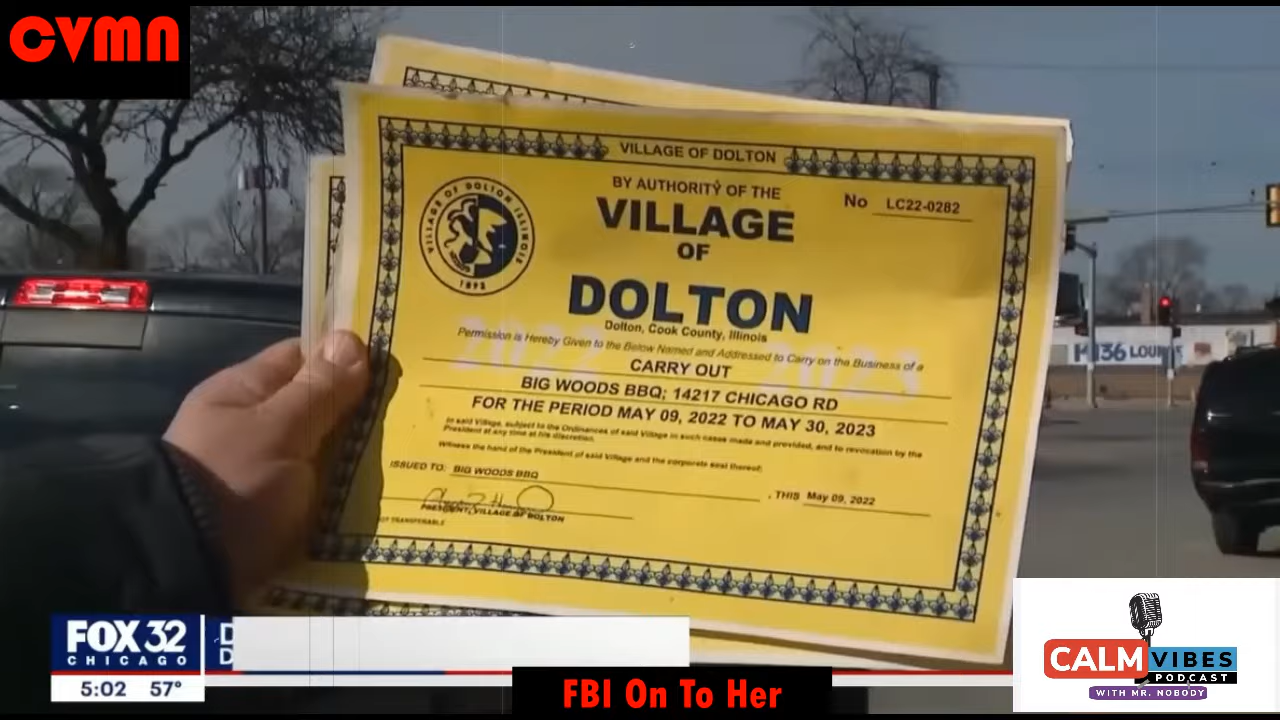 CVMN
VILLAGE OF DOLTON
BY AUTHORITY OF THE
No LC22-0282
VILLAGE
OF
DOLTON
Dolton, Cook County, Illinois
VILLAGE OF DOLTON ILLINOIS
1892
Permission is Hereby Given to the Below Named and Addressed to Carry on the Business of a
CARRY OUT
BIG WOODS BBQ; 14217 CHICAGO RD
FOR THE PERIOD MAY 09, 2022 TO MAY 30, 2023
In said Village, subject to the Ordinances of said Village in such cases made and provided, and to revocation by the
President at any time at his discretion.
Witness the hand of the President of said Village and the corporate seal thereof:
ISSUED TO: BIG WOODS BBQ , THIS May 09, 2022
PRESIDENT, VILLAGE OF DOLTON
NOT TRANSFERABLE
FOX 32
CHICAGO
5:02 57°
FBI On To Her
CALM VIBES
PODCAST
WITH MR. NOBODY